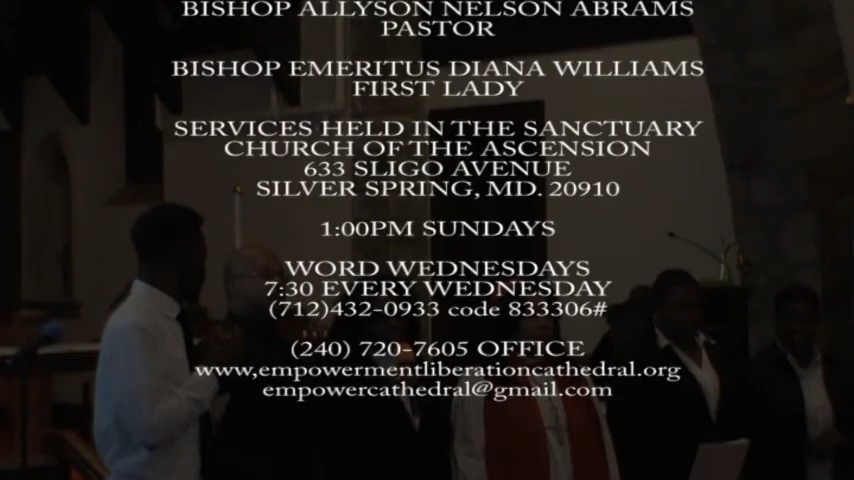 BISHOP ALLYSON NELSON ABRAMS
PASTOR
BISHOP EMERITUS DIANA WILLIAMS
FIRST LADY
SERVICES HELD IN THE SANCTUARY
CHURCH OF THE ASCENSION
633 SLIGO AVENUE
SILVER SPRING, MD. 20910
1:00PM SUNDAYS
WORD WEDNESDAYS
7:30 EVERY WEDNESDAY
(712)432-0933 code 833306#
(240) 720-7605 OFFICE
www,empowermentliberationcathedral.org
empowercathedral@gmail.com